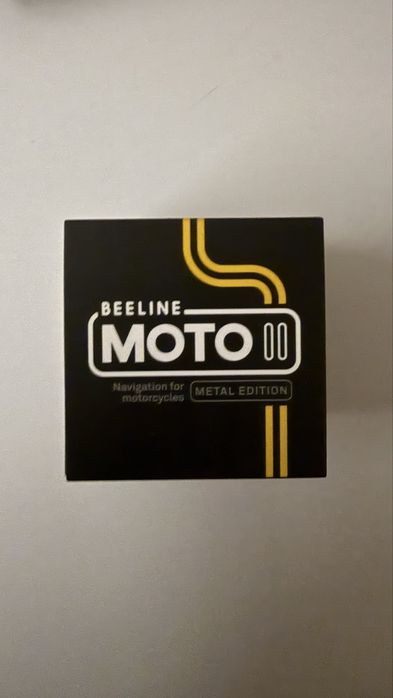 BEELINE
MOTO II
Navigation for
motorcycles
METAL EDITION